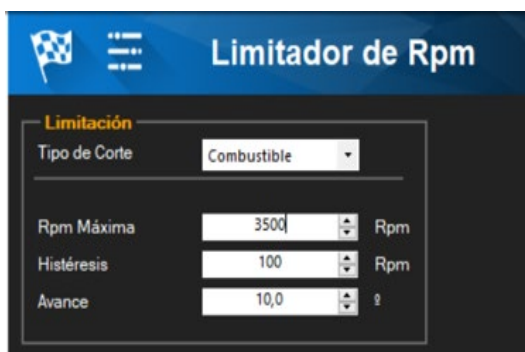 Limitador de Rpm
Limitación
Tipo de Corte Combustible
Rpm Máxima 3500 Rpm
Histéresis 100 Rpm
Avance 10,0 º